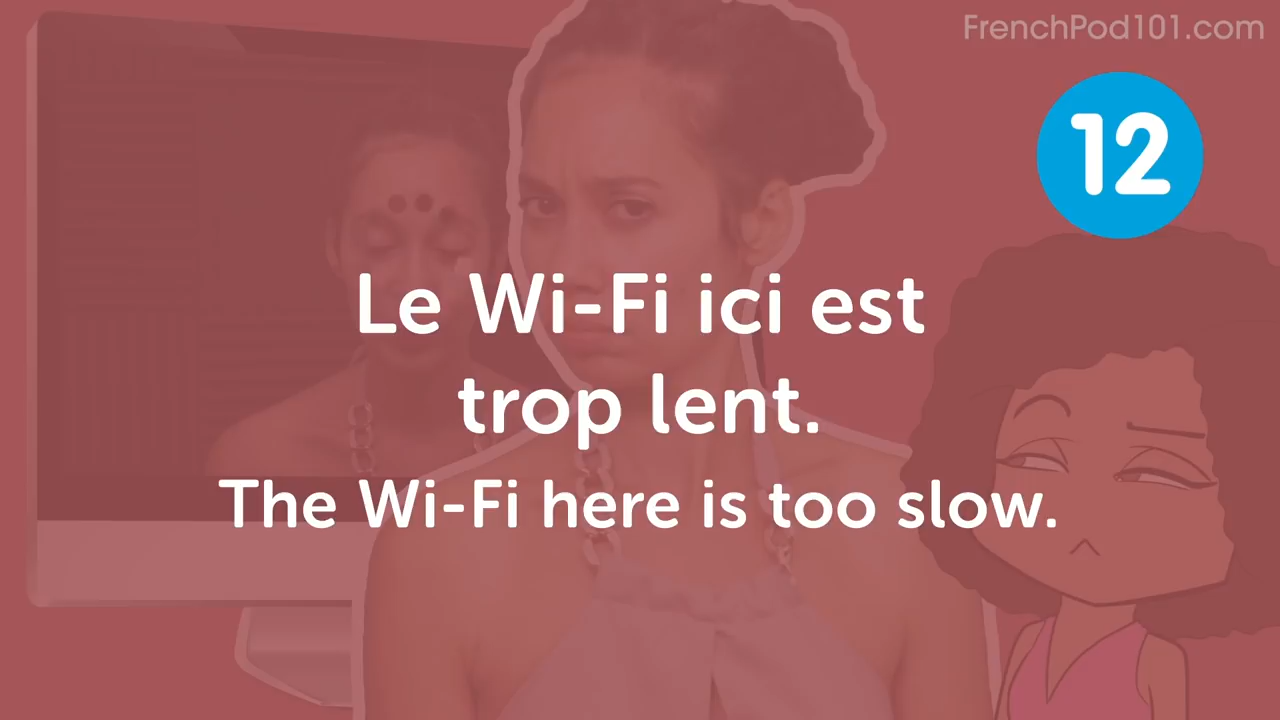 FrenchPod101.com
12
Le Wi-Fi ici est
trop lent.
The Wi-Fi here is too slow.